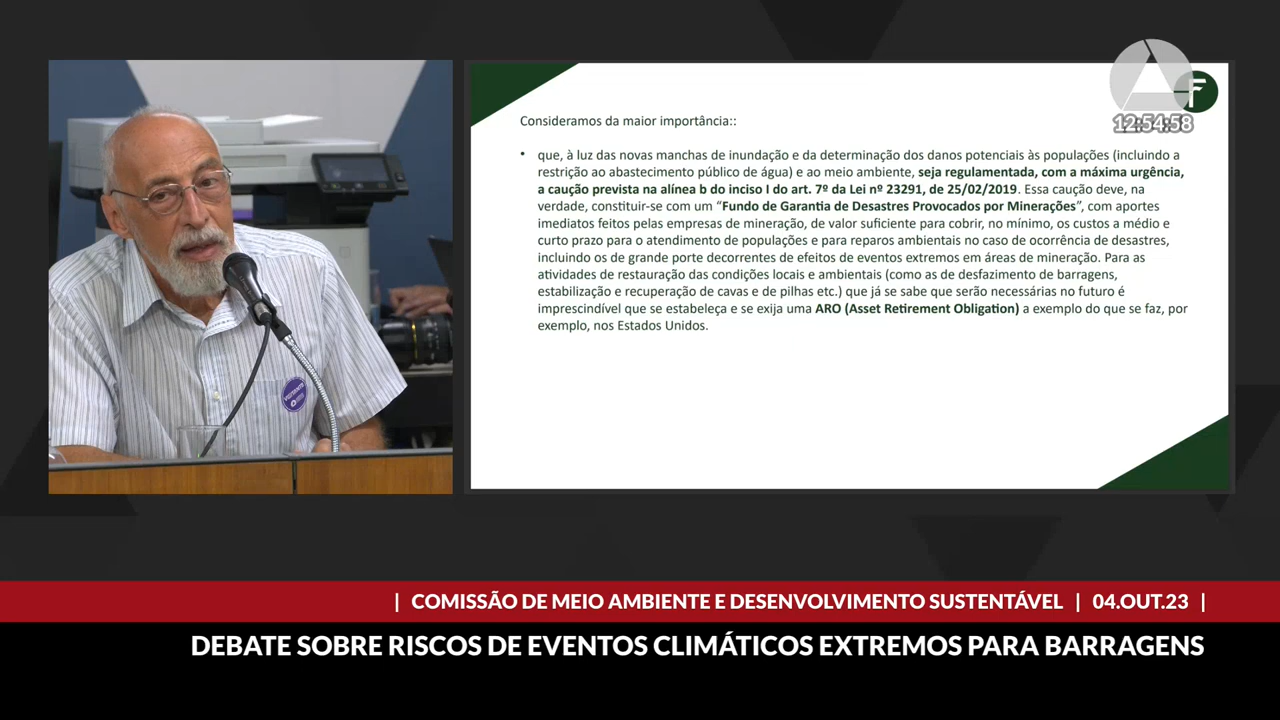 F
12:54:58
Consideramos da maior importância::
• que, à luz das novas manchas de inundação e da determinação dos danos potenciais às populações (incluindo a
restrição ao abastecimento público de água) e ao meio ambiente, seja regulamentada, com a máxima urgência,
a caução prevista na alínea b do inciso I do art. 7º da Lei nº 23291, de 25/02/2019. Essa caução deve, na
verdade, constituir-se com um “Fundo de Garantia de Desastres Provocados por Minerações”, com aportes
imediatos feitos pelas empresas de mineração, de valor suficiente para cobrir, no mínimo, os custos a médio e
curto prazo para o atendimento de populações e para reparos ambientais no caso de ocorrência de desastres,
incluindo os de grande porte decorrentes de efeitos de eventos extremos em áreas de mineração. Para as
atividades de restauração das condições locais e ambientais (como as de desfazimento de barragens,
estabilização e recuperação de cavas e de pilhas etc.) que já se sabe que serão necessárias no futuro é
imprescindível que se estabeleça e se exija uma ARO (Asset Retirement Obligation) a exemplo do que se faz, por
exemplo, nos Estados Unidos.
| COMISSÃO DE MEIO AMBIENTE E DESENVOLVIMENTO SUSTENTÁVEL | 04.OUT.23 |
DEBATE SOBRE RISCOS DE EVENTOS CLIMÁTICOS EXTREMOS PARA BARRAGENS